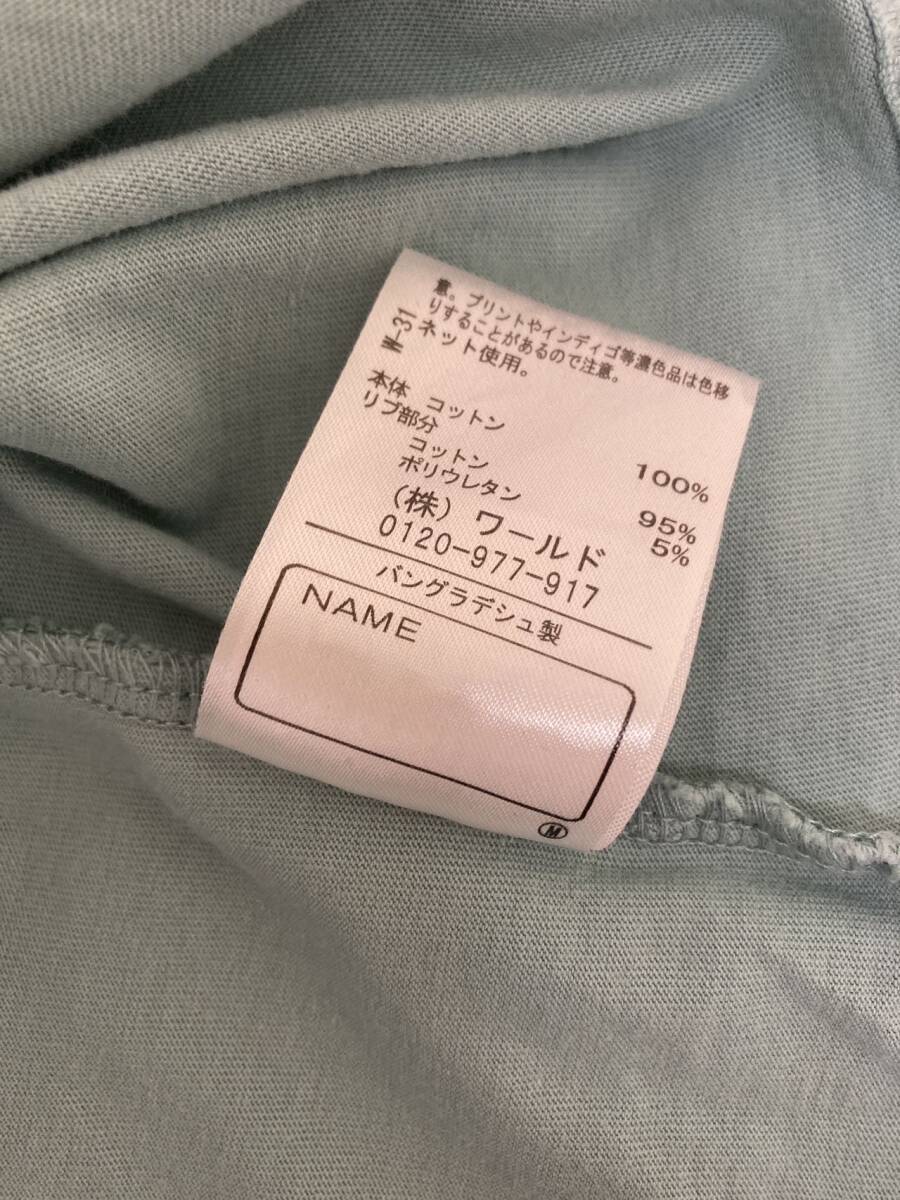 意。プリントやインディゴ等濃色品は色移
りすることがあるので注意。
W-31 ネット使用。
本体 コットン 100%
リブ部分
コットン 95%
ポリウレタン 5%
(株) ワールド
0120-977-917
バングラデシュ製
NAME
M